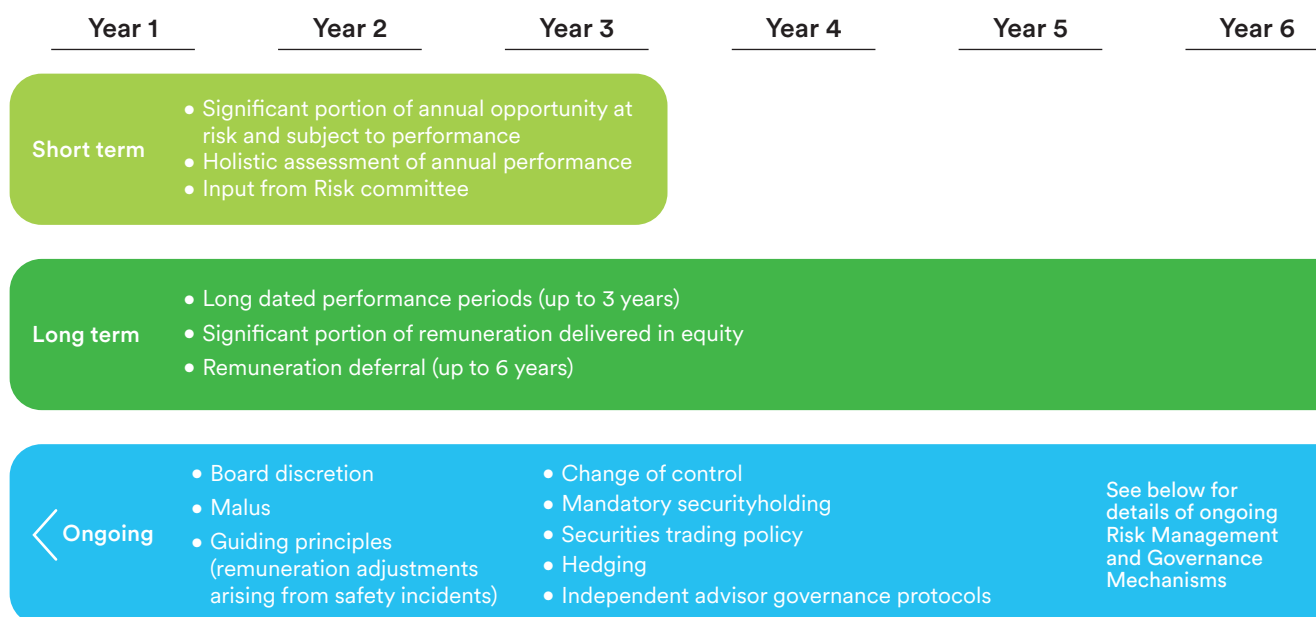 Year 1 Year 2 Year 3 Year 4 Year 5 Year 6
Short term
• Significant portion of annual opportunity at
risk and subject to performance
• Holistic assessment of annual performance
• Input from Risk committee
Long term
• Long dated performance periods (up to 3 years)
• Significant portion of remuneration delivered in equity
• Remuneration deferral (up to 6 years)
Ongoing
• Board discretion
• Malus
• Guiding principles
(remuneration adjustments
arising from safety incidents)
• Change of control
• Mandatory securityholding
• Securities trading policy
• Hedging
• Independent advisor governance protocols
See below for
details of ongoing
Risk Management
and Governance
Mechanisms